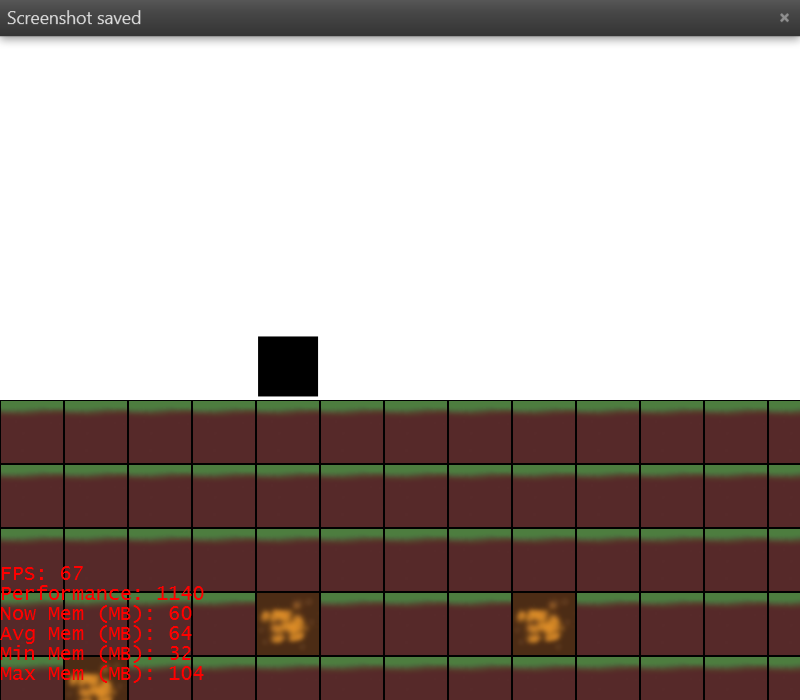 Screenshot saved
FPS: 67
Performance: 1140
Now Mem (MB): 60
Avg Mem (MB): 64
Min Mem (MB): 32
Max Mem (MB): 104